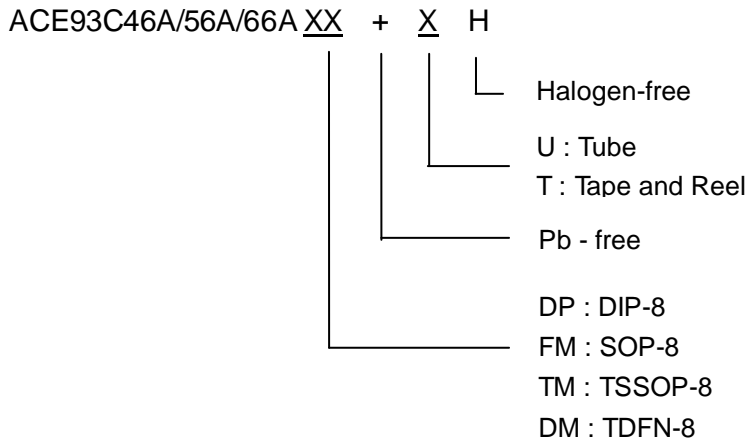 ACE93C46A/56A/66A XX + X H
Halogen-free
U : Tube
T : Tape and Reel
Pb - free
DP : DIP-8
FM : SOP-8
TM : TSSOP-8
DM : TDFN-8